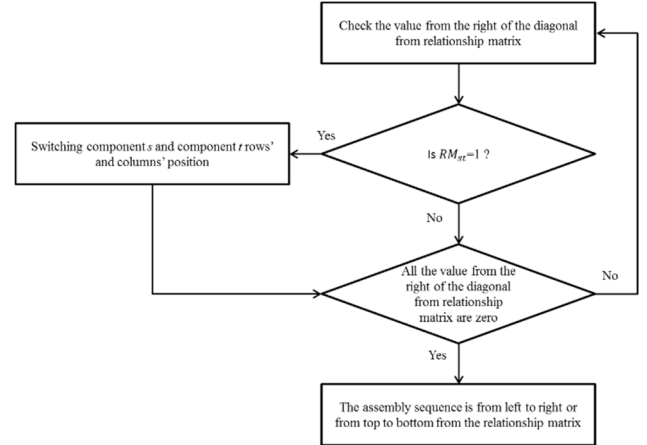 Check the value from the right of the diagonal
from relationship matrix
Yes
Switching component s and component t rows'
and columns' position
Is RMst=1 ?
No
All the value from the
right of the diagonal
from relationship
matrix are zero
No
Yes
The assembly sequence is from left to right or
from top to bottom from the relationship matrix